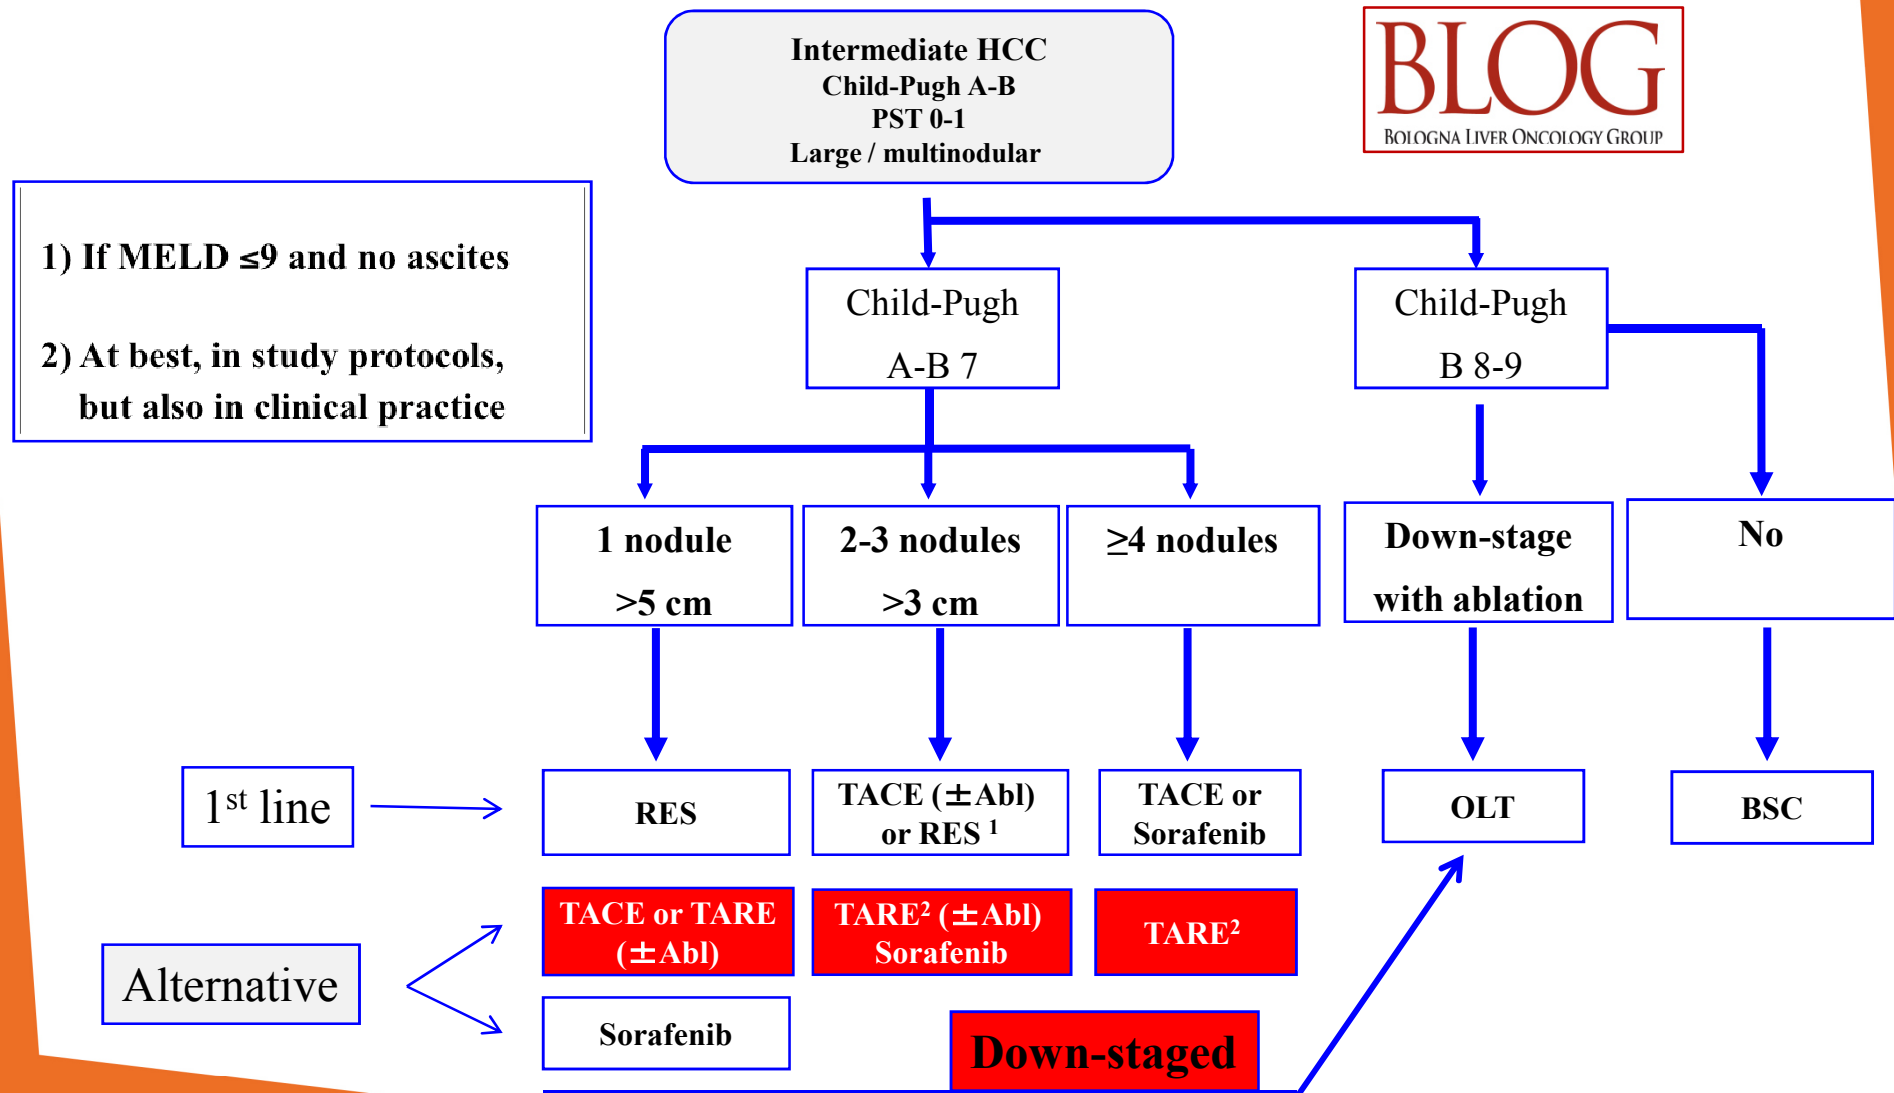 Intermediate HCC
Child-Pugh A-B
PST 0-1
Large / multinodular
BLOG
BOLOGNA LIVER ONCOLOGY GROUP
1) If MELD ≤9 and no ascites
2) At best, in study protocols,
but also in clinical practice
Child-Pugh
A-B 7
Child-Pugh
B 8-9
1 nodule
>5 cm
2-3 nodules
>3 cm
≥4 nodules
Down-stage
with ablation
No
1st line
RES
TACE (±Abl)
or RES 1
TACE or
Sorafenib
OLT
BSC
Alternative
TACE or TARE
(±Abl)
TARE2 (±Abl)
Sorafenib
TARE2
Sorafenib
Down-staged